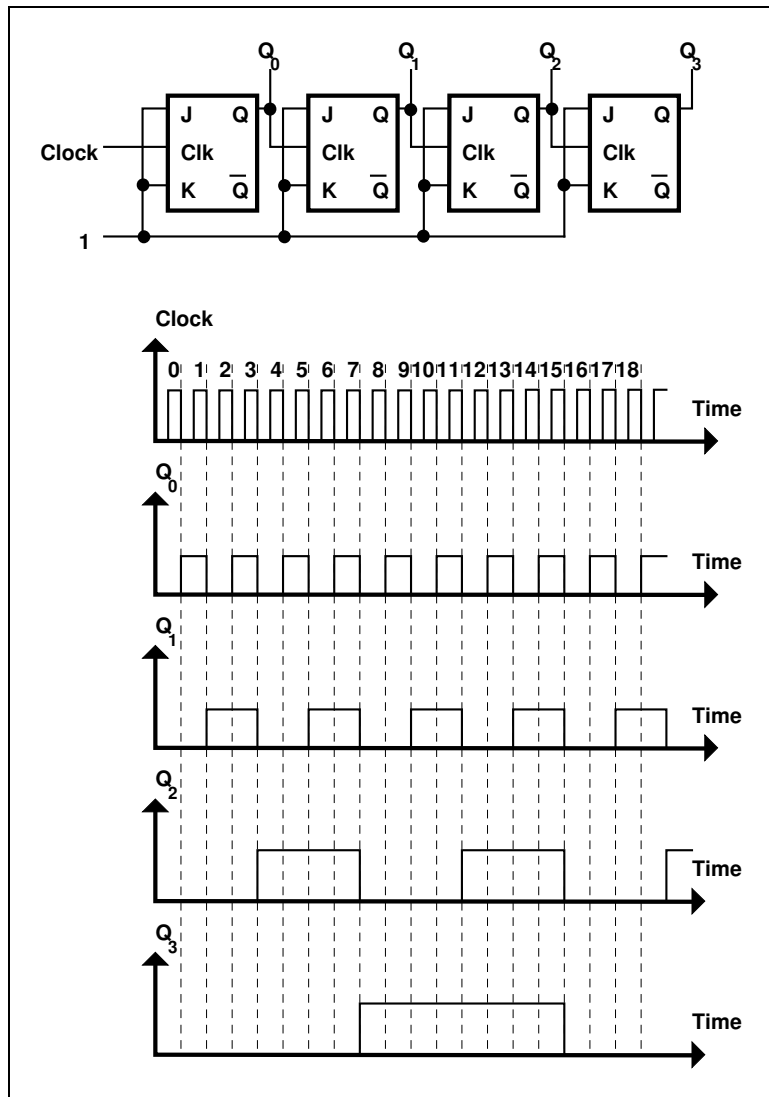 Q0 Q1 Q2 Q3
J Q J Q J Q J Q
Clock Clk Clk Clk Clk
K Q̅ K Q̅ K Q̅ K Q̅
1
Clock
0 1 2 3 4 5 6 7 8 9 10 11 12 13 14 15 16 17 18
Time
Q0
Time
Q1
Time
Q2
Time
Q3
Time